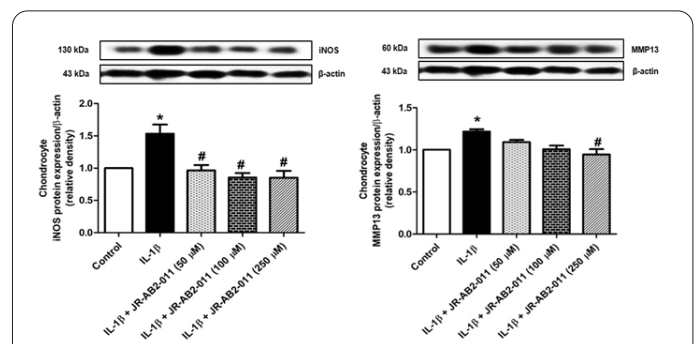 130 kDa
iNOS
43 kDa
β-actin
2.0
1.5
1.0
0.5
0.0
Chondrocyte
iNOS protein expression/β-actin
(relative density)
*
#
#
#
Control
IL-1β
IL-1β + JR-AB2-011 (50 μM)
IL-1β + JR-AB2-011 (100 μM)
IL-1β + JR-AB2-011 (250 μM)
60 kDa
MMP13
43 kDa
β-actin
1.5
1.0
0.5
0.0
Chondrocyte
MMP13 protein expression/β-actin
(relative density)
*
#
Control
IL-1β
IL-1β + JR-AB2-011 (50 μM)
IL-1β + JR-AB2-011 (100 μM)
IL-1β + JR-AB2-011 (250 μM)